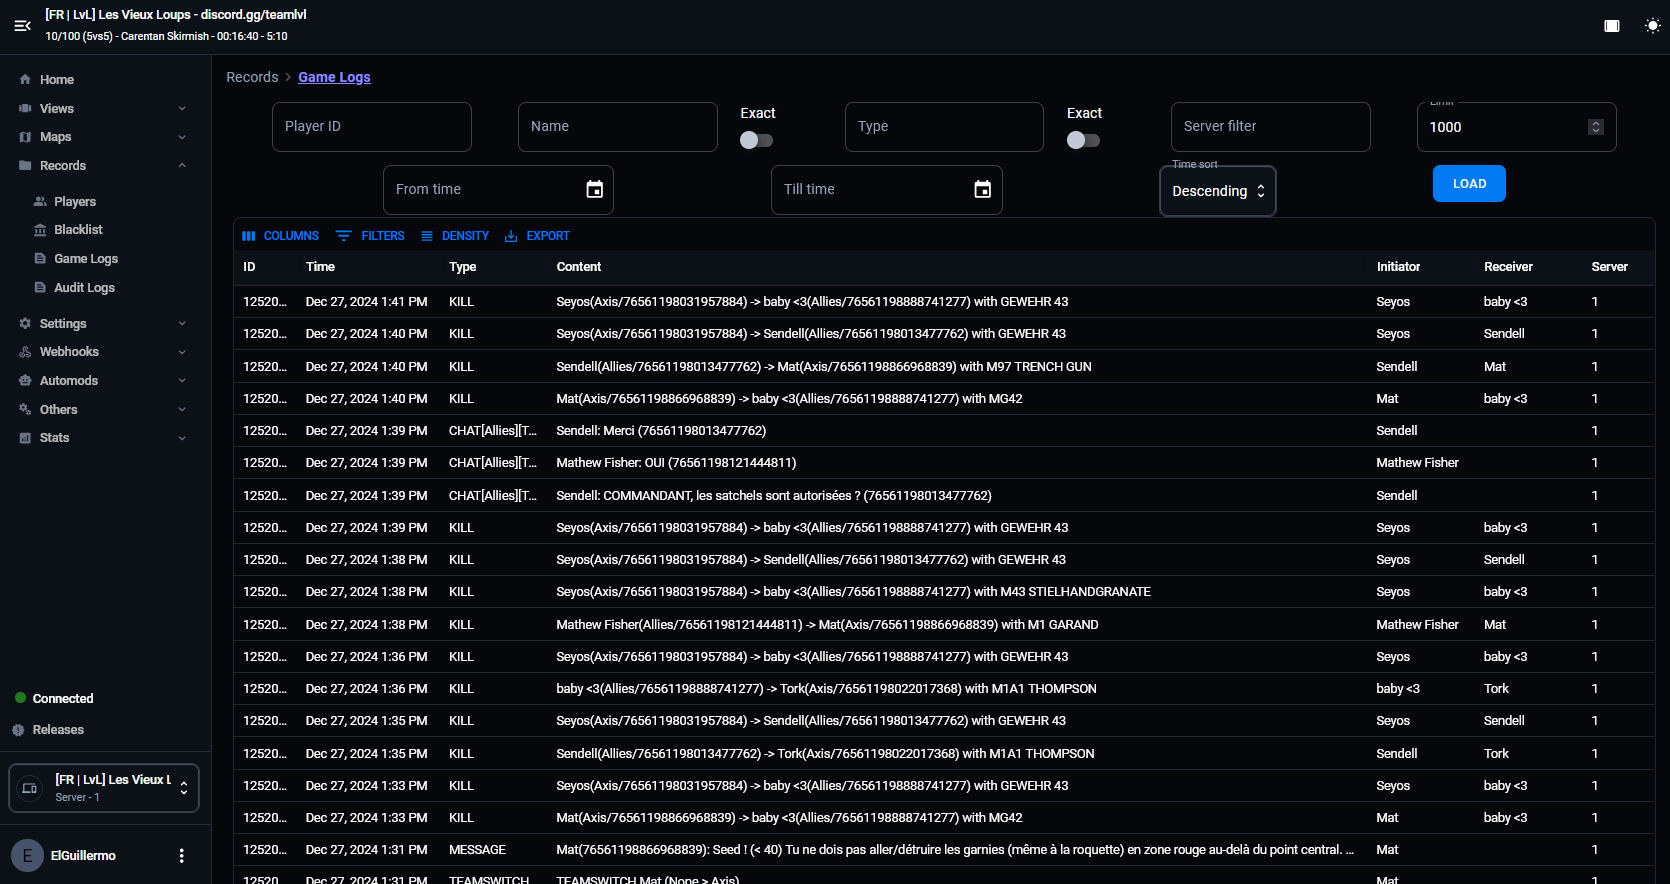 [FR | LvL] Les Vieux Loups - discord.gg/teamlvl
10/100 (5vs5) - Carentan Skirmish - 00:16:40 - 5:10
Home
Views
Maps
Records
Players
Blacklist
Game Logs
Audit Logs
Settings
Webhooks
Automods
Others
Stats
Connected
Releases
[FR | LvL] Les Vieux L
Server - 1
E ElGuillermo
Records > Game Logs
Player ID
Name
Exact
Type
Exact
Server filter
Limit
1000
From time
Till time
Time sort
Descending
LOAD
COLUMNS FILTERS DENSITY EXPORT
ID Time Type Content Initiator Receiver Server
12520... Dec 27, 2024 1:41 PM KILL Seyos(Axis/76561198031957884) -> baby <3(Allies/76561198888741277) with GEWEHR 43 Seyos baby <3 1
12520... Dec 27, 2024 1:40 PM KILL Seyos(Axis/76561198031957884) -> Sendell(Allies/76561198013477762) with GEWEHR 43 Seyos Sendell 1
12520... Dec 27, 2024 1:40 PM KILL Sendell(Allies/76561198013477762) -> Mat(Axis/76561198866968839) with M97 TRENCH GUN Sendell Mat 1
12520... Dec 27, 2024 1:40 PM KILL Mat(Axis/76561198866968839) -> baby <3(Allies/76561198888741277) with MG42 Mat baby <3 1
12520... Dec 27, 2024 1:39 PM CHAT[Allies][T... Sendell: Merci (76561198013477762) Sendell 1
12520... Dec 27, 2024 1:39 PM CHAT[Allies][T... Mathew Fisher: OUI (76561198121444811) Mathew Fisher 1
12520... Dec 27, 2024 1:39 PM CHAT[Allies][T... Sendell: COMMANDANT, les satchels sont autorisées ? (76561198013477762) Sendell 1
12520... Dec 27, 2024 1:39 PM KILL Seyos(Axis/76561198031957884) -> baby <3(Allies/76561198888741277) with GEWEHR 43 Seyos baby <3 1
12520... Dec 27, 2024 1:38 PM KILL Seyos(Axis/76561198031957884) -> Sendell(Allies/76561198013477762) with GEWEHR 43 Seyos Sendell 1
12520... Dec 27, 2024 1:38 PM KILL Seyos(Axis/76561198031957884) -> baby <3(Allies/76561198888741277) with M43 STIELHANDGRANATE Seyos baby <3 1
12520... Dec 27, 2024 1:38 PM KILL Mathew Fisher(Allies/76561198121444811) -> Mat(Axis/76561198866968839) with M1 GARAND Mathew Fisher Mat 1
12520... Dec 27, 2024 1:36 PM KILL Seyos(Axis/76561198031957884) -> baby <3(Allies/76561198888741277) with GEWEHR 43 Seyos baby <3 1
12520... Dec 27, 2024 1:36 PM KILL baby <3(Allies/76561198888741277) -> Tork(Axis/76561198022017368) with M1A1 THOMPSON baby <3 Tork 1
12520... Dec 27, 2024 1:35 PM KILL Seyos(Axis/76561198031957884) -> Sendell(Allies/76561198013477762) with GEWEHR 43 Seyos Sendell 1
12520... Dec 27, 2024 1:35 PM KILL Sendell(Allies/76561198013477762) -> Tork(Axis/76561198022017368) with M1A1 THOMPSON Sendell Tork 1
12520... Dec 27, 2024 1:33 PM KILL Seyos(Axis/76561198031957884) -> baby <3(Allies/76561198888741277) with GEWEHR 43 Seyos baby <3 1
12520... Dec 27, 2024 1:33 PM KILL Mat(Axis/76561198866968839) -> baby <3(Allies/76561198888741277) with MG42 Mat baby <3 1
12520... Dec 27, 2024 1:31 PM MESSAGE Mat(76561198866968839): Seed ! (< 40) Tu ne dois pas aller/détruire les garnies (même à la roquette) en zone rouge au-delà du point central. ... Mat 1
12520... Dec 27, 2024 1:31 PM TEAMSWITCH TEAMSWITCH Mat (None > Axis) Mat 1